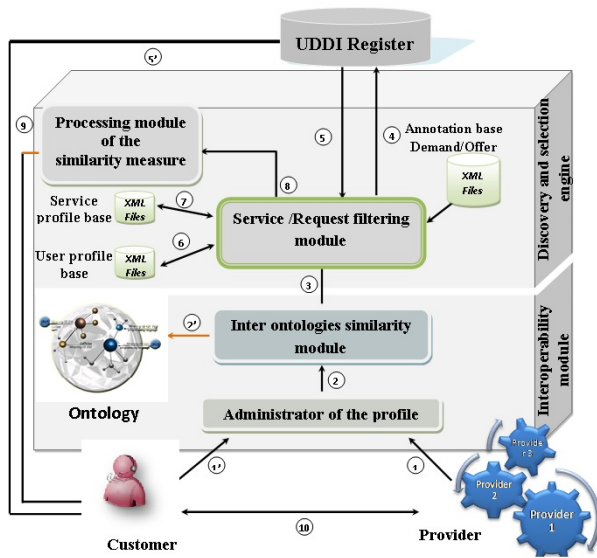 UDDI Register
5'
9
Processing module
of the
similarity measure
5
4
Annotation base
Demand/Offer
XML
Files
8
Service
profile base
XML
Files
7
Service /Request filtering
module
User profile
base
XML
Files
6
Discovery and selection
engine
3
2'
Inter ontologies similarity
module
Ontology
2
Administrator of the profile
Interoperability
module
1'
1
Provide
r 3
Provider
2
Provider
1
10
Customer
Provider